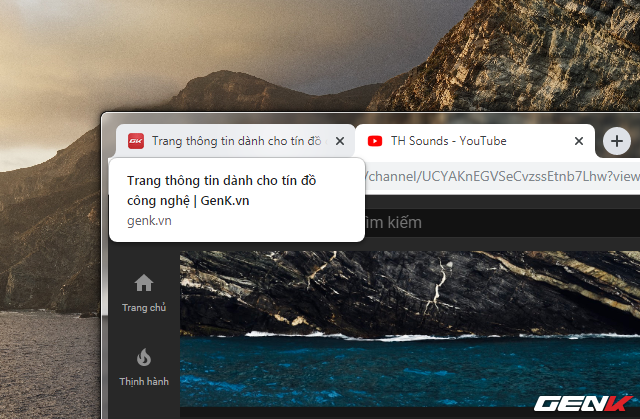 GK Trang thông tin dành cho tín đồ
TH Sounds - YouTube
Trang thông tin dành cho tín đồ
công nghệ | GenK.vn
genk.vn
/channel/UCYAKnEGVSeCvzssEtnb7Lhw?view
ìm kiếm
Trang chủ
Thịnh hành
GENK